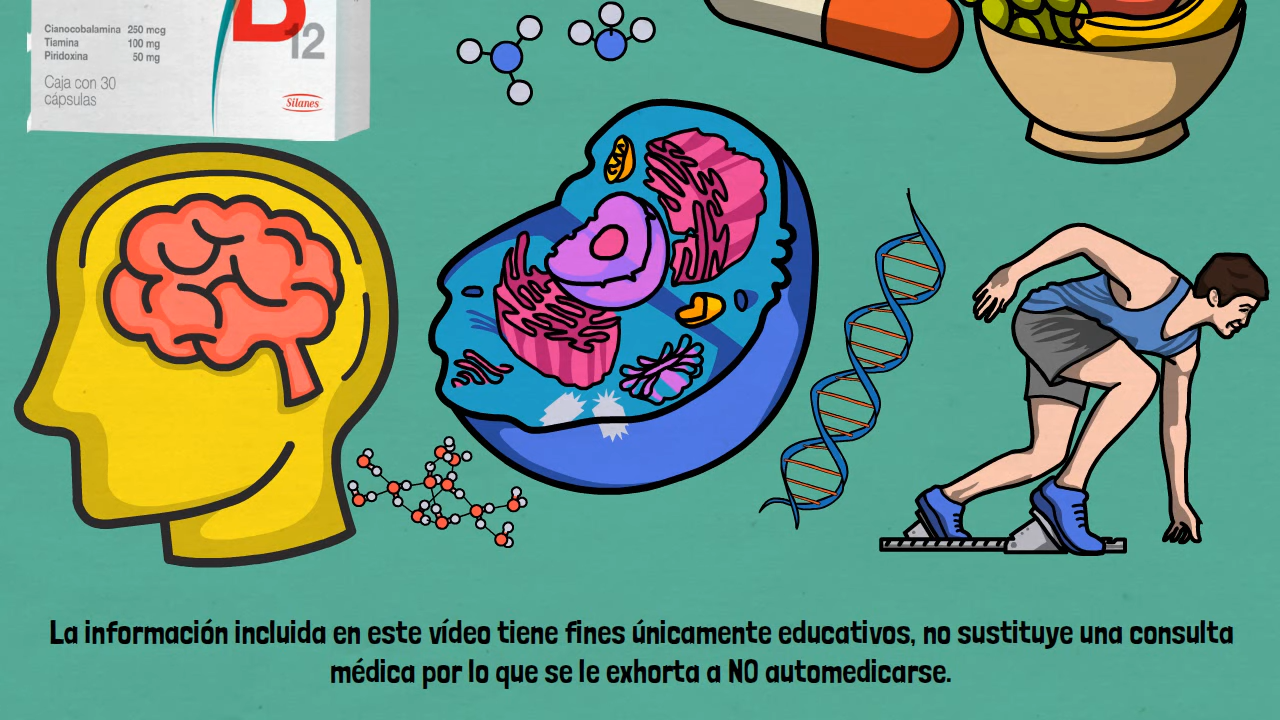 B
12
Cianocobalamina 250 mcg
Tiamina 100 mg
Piridoxina 50 mg
Caja con 30
cápsulas
Silanes
La información incluida en este vídeo tiene fines únicamente educativos, no sustituye una consulta
médica por lo que se le exhorta a NO automedicarse.